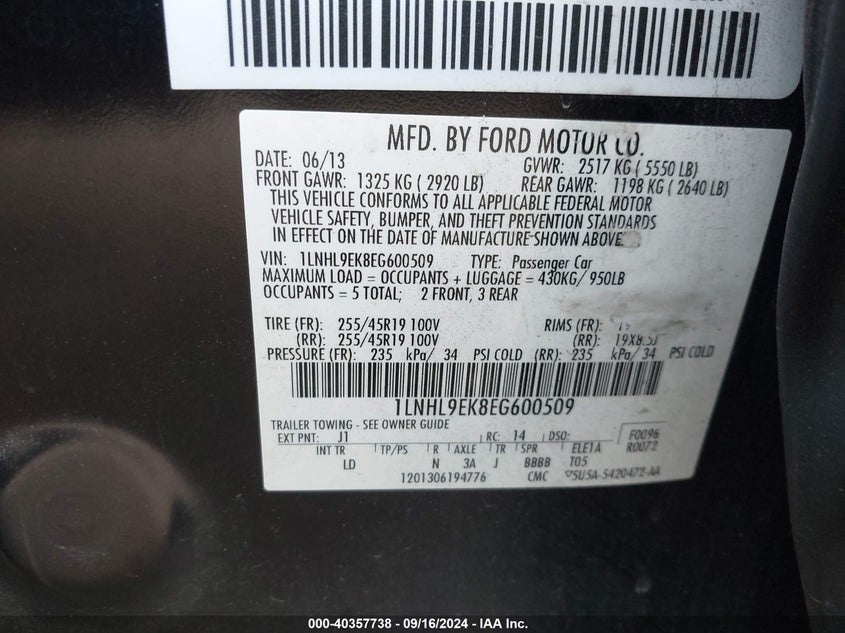 MFD. BY FORD MOTOR CO.
DATE: 06/13 GVWR: 2517 KG ( 5550 LB)
FRONT GAWR: 1325 KG ( 2920 LB) REAR GAWR: 1198 KG ( 2640 LB)
THIS VEHICLE CONFORMS TO ALL APPLICABLE FEDERAL MOTOR
VEHICLE SAFETY, BUMPER, AND THEFT PREVENTION STANDARDS
IN EFFECT ON THE DATE OF MANUFACTURE SHOWN ABOVE.
VIN: 1LNHL9EK8EG600509 TYPE: Passenger Car
MAXIMUM LOAD = OCCUPANTS + LUGGAGE = 430KG/ 950LB
OCCUPANTS = 5 TOTAL; 2 FRONT, 3 REAR
TIRE (FR): 255/45R19 100V RIMS (FR):
(RR): 255/45R19 100V (RR): 19X8.5J
PRESSURE (FR): 235 kPa/ 34 PSI COLD (RR): 235 kPa/ 34 PSI COLD
1LNHL9EK8EG600509
TRAILER TOWING - SEE OWNER GUIDE
EXT PNT: J1 RC: 14 DSO: F0096
INT TR TP/PS R AXLE TR SPR ELE1A R0072
LD N 3A J BBBB T05
1201306194776 CMC 5U5A-5420472-AA
000-40357738 - 09/16/2024 - IAA Inc.